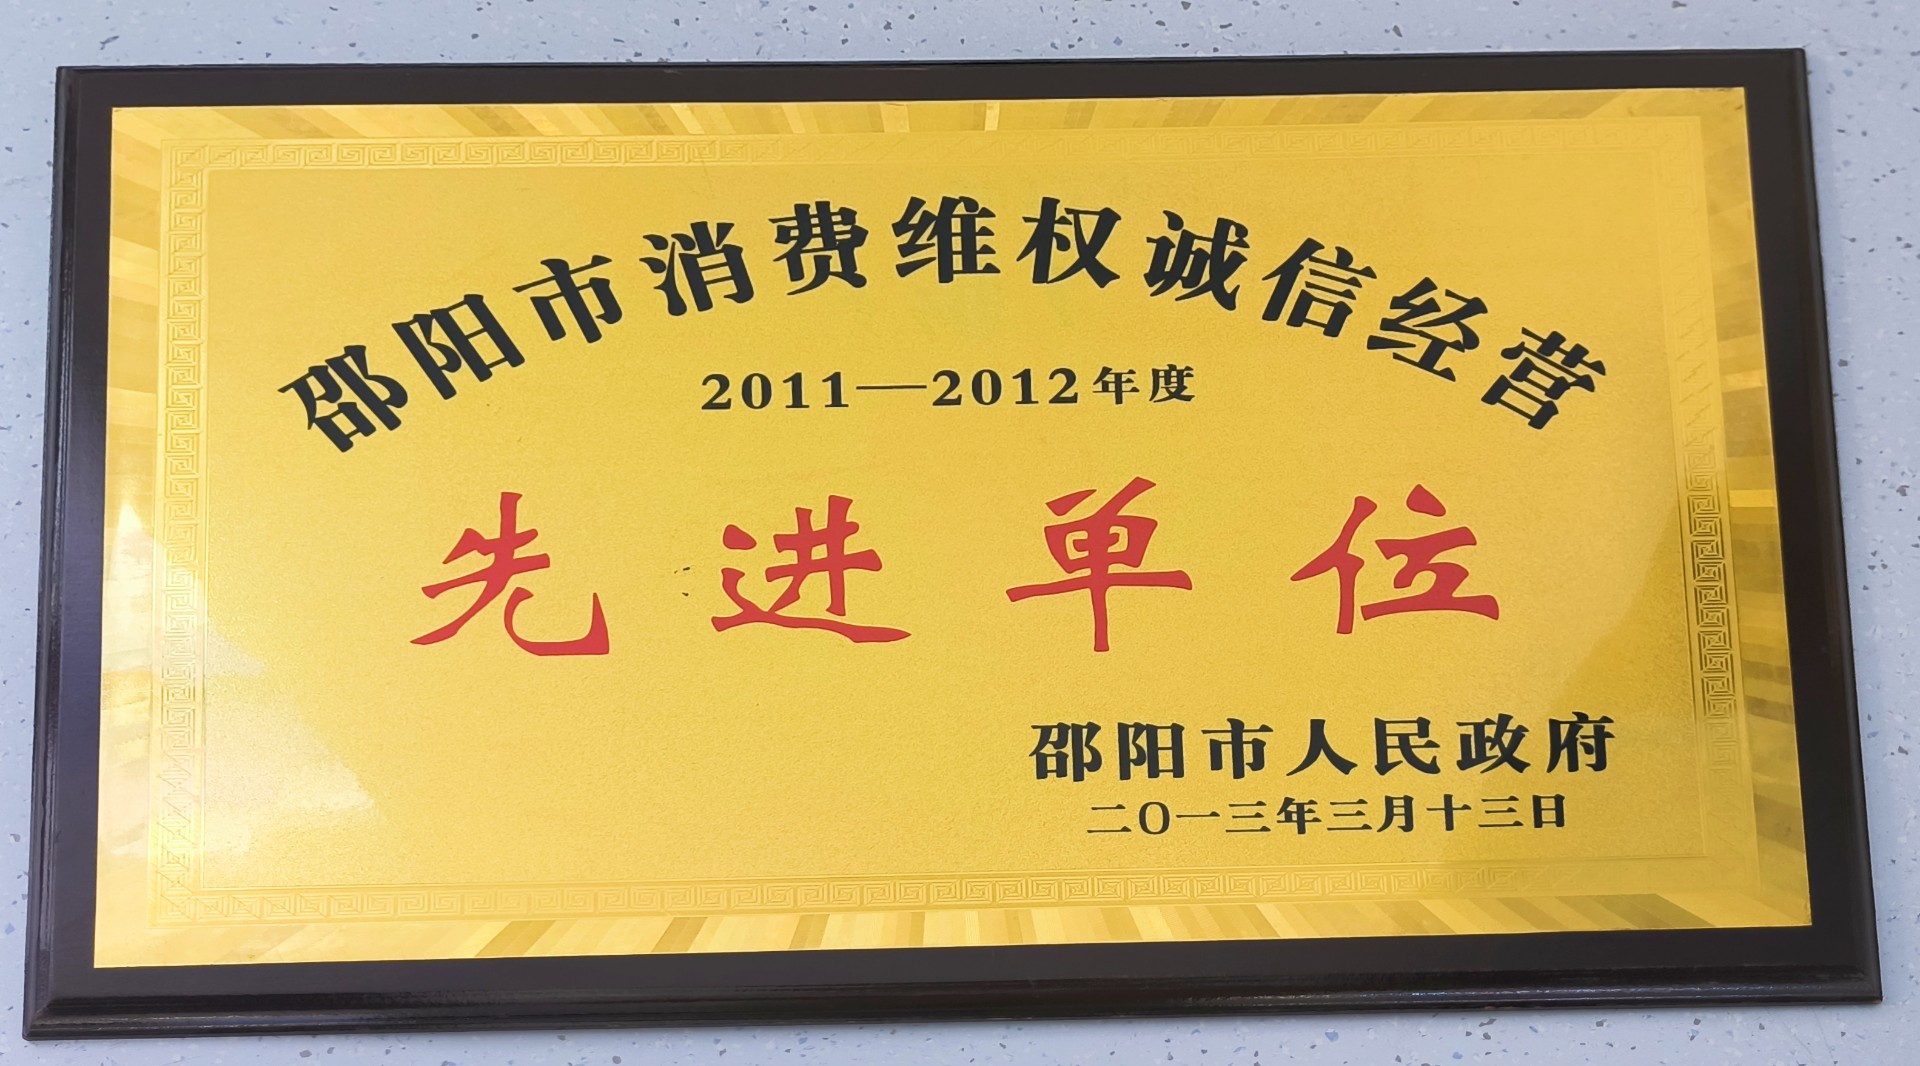 邵阳市消费维权诚信经营
2011—2012年度
先进单位
邵阳市人民政府
二〇一三年三月十三日